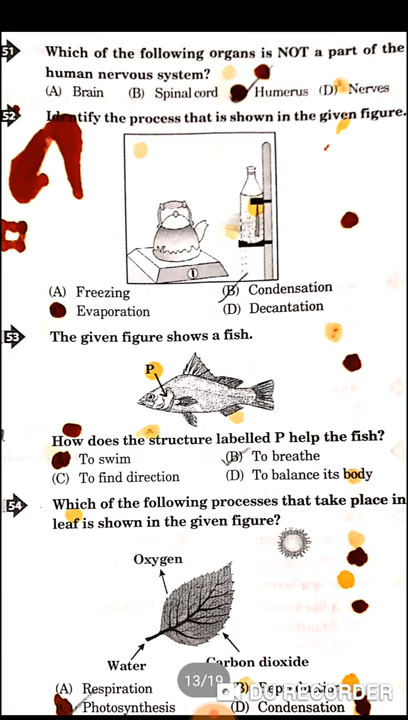 51 Which of the following organs is NOT a part of the
human nervous system?
(A) Brain (B) Spinal cord Humerus (D) Nerves
52 Identify the process that is shown in the given figure.
1
(A) Freezing (B) Condensation
Evaporation (D) Decantation
53 The given figure shows a fish.
P
How does the structure labelled P help the fish?
To swim (B) To breathe
(C) To find direction (D) To balance its body
54 Which of the following processes that take place in
leaf is shown in the given figure?
Oxygen
Water Carbon dioxide
13/19
(A) Respiration (B)
DU RECORDER
Photosynthesis (D) Condensation